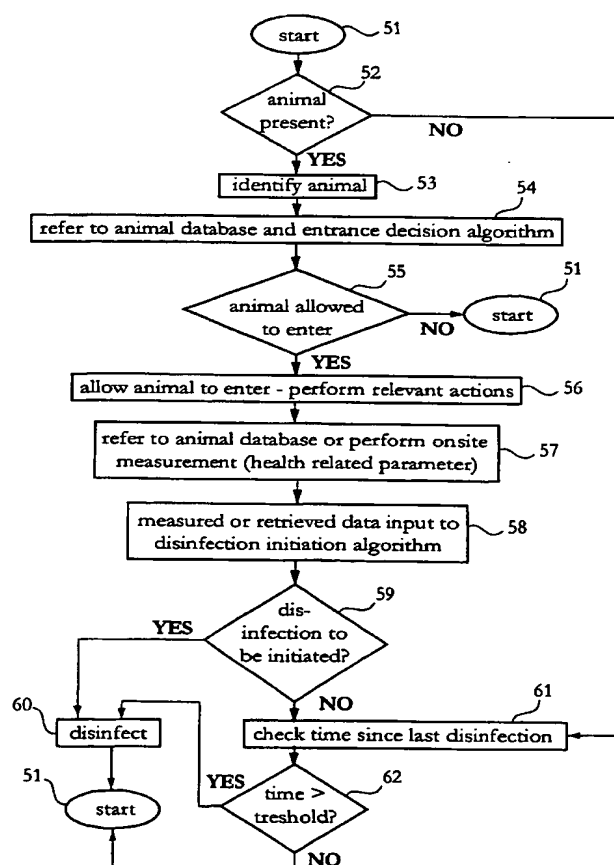 start
51
52
animal
present?
NO
YES
identify animal
53
54
refer to animal database and entrance decision algorithm
55
51
animal allowed
to enter
NO
start
YES
allow animal to enter - perform relevant actions
56
refer to animal database or perform onsite
measurement (health related parameter)
57
measured or retrieved data input to
disinfection initiation algorithm
58
59
dis-
infection to
be initiated?
YES
NO
60
61
disinfect
check time since last disinfection
51
YES
62
start
time >
treshold?
NO